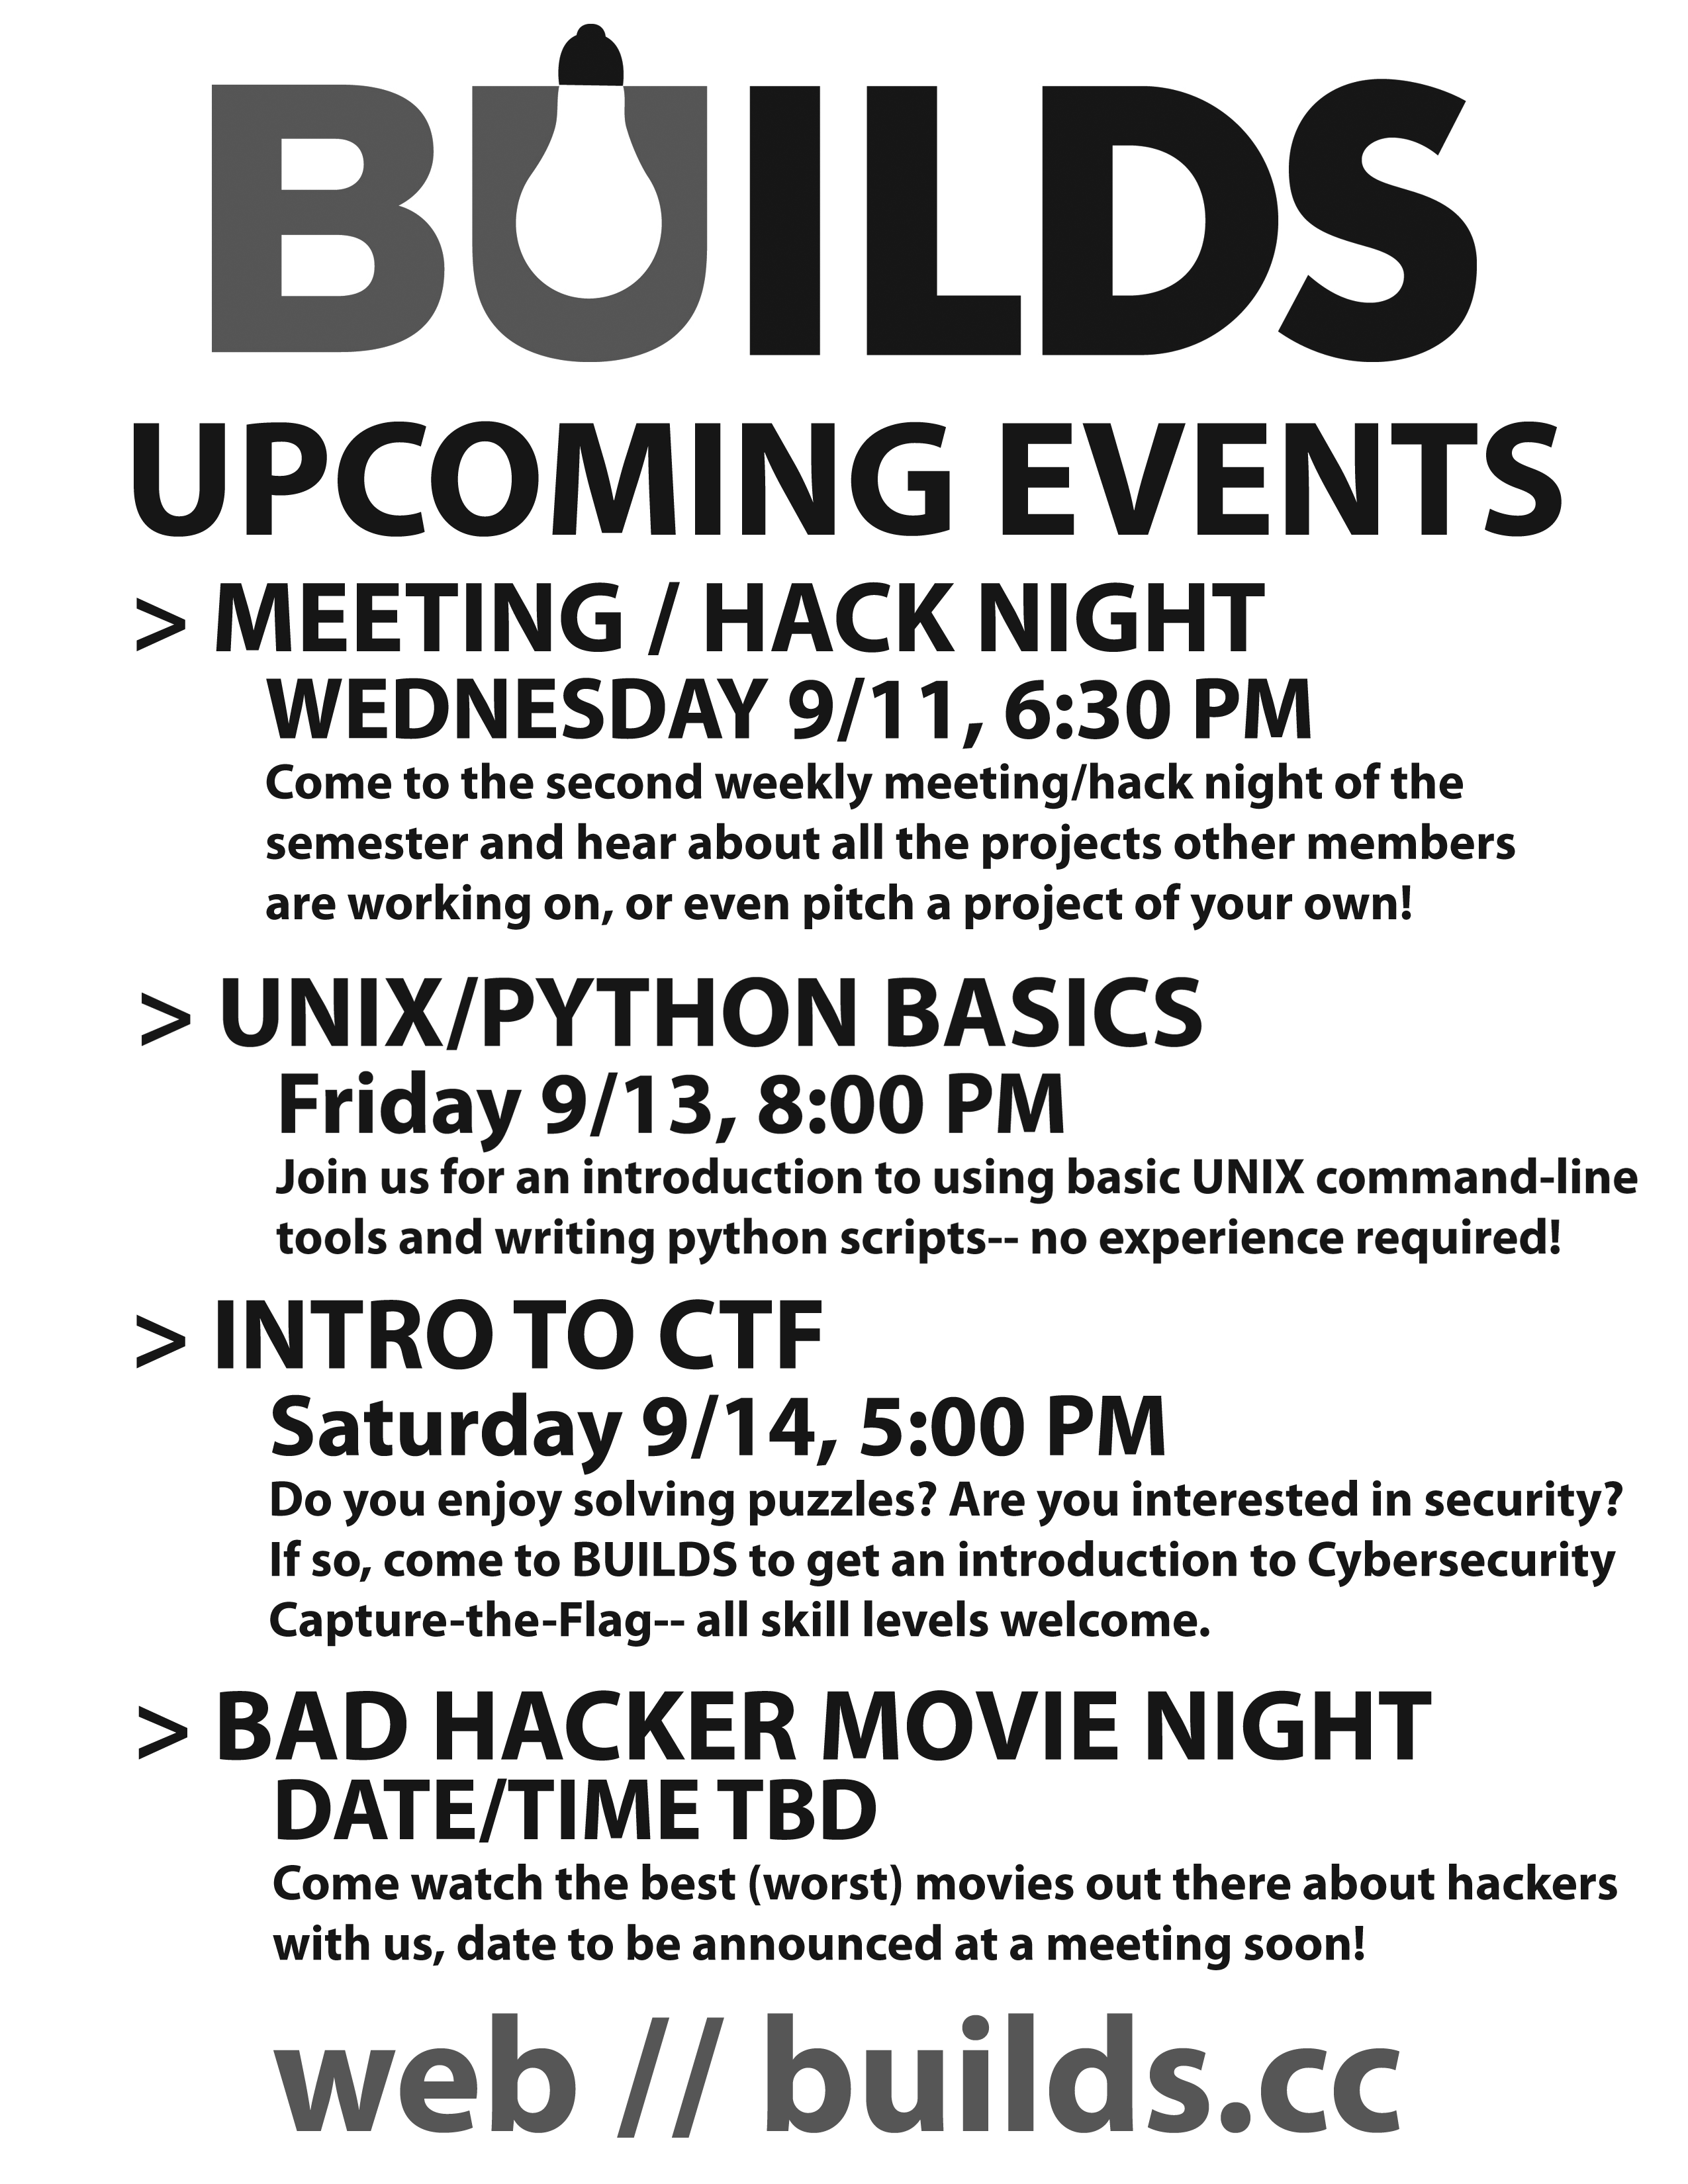 BUILDS
UPCOMING EVENTS
> MEETING / HACK NIGHT
WEDNESDAY 9/11, 6:30 PM
Come to the second weekly meeting/hack night of the
semester and hear about all the projects other members
are working on, or even pitch a project of your own!
> UNIX/PYTHON BASICS
Friday 9/13, 8:00 PM
Join us for an introduction to using basic UNIX command-line
tools and writing python scripts-- no experience required!
> INTRO TO CTF
Saturday 9/14, 5:00 PM
Do you enjoy solving puzzles? Are you interested in security?
If so, come to BUILDS to get an introduction to Cybersecurity
Capture-the-Flag-- all skill levels welcome.
> BAD HACKER MOVIE NIGHT
DATE/TIME TBD
Come watch the best (worst) movies out there about hackers
with us, date to be announced at a meeting soon!
web // builds.cc